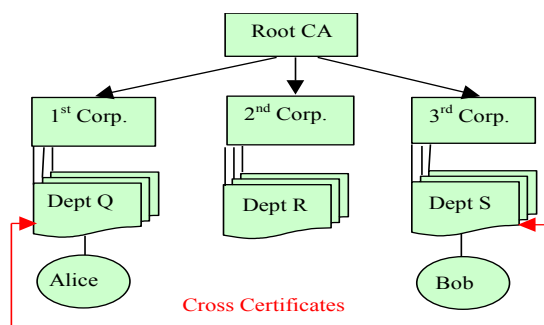 Root CA
1st Corp.
2nd Corp.
3rd Corp.
Dept Q
Dept R
Dept S
Alice
Bob
Cross Certificates